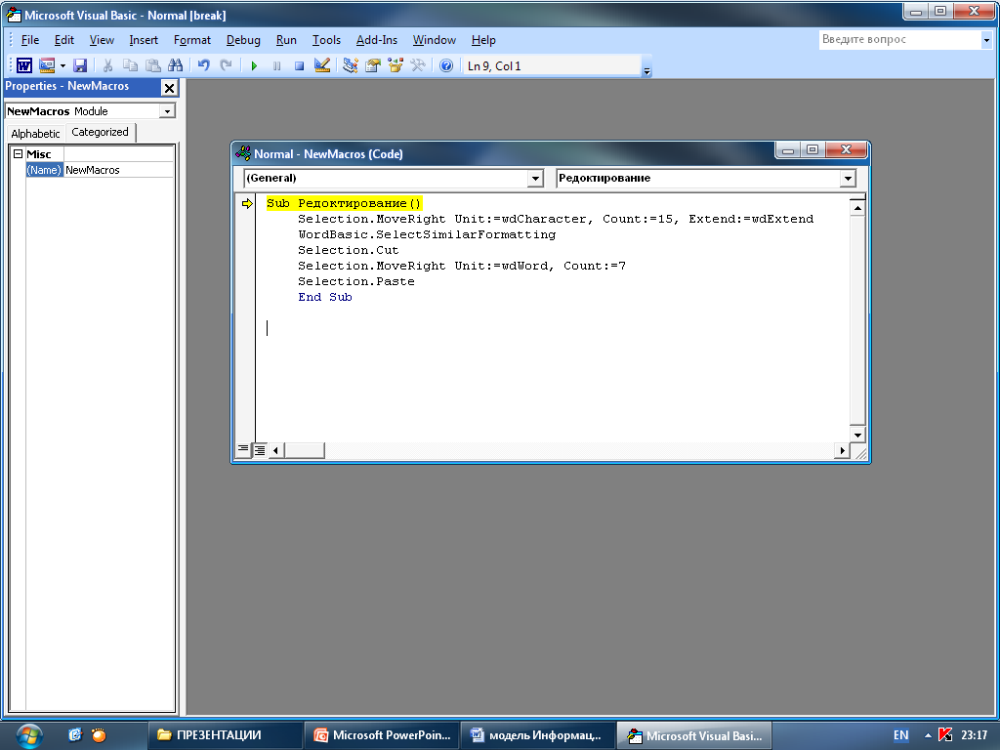 Microsoft Visual Basic - Normal [break]
File Edit View Insert Format Debug Run Tools Add-Ins Window Help
Введите вопрос
Ln 9, Col 1
Properties - NewMacros
NewMacros Module
Alphabetic Categorized
Misc
(Name) NewMacros
Normal - NewMacros (Code)
(General) Редоктирование
Sub Редоктирование()
Selection.MoveRight Unit:=wdCharacter, Count:=15, Extend:=wdExtend
WordBasic.SelectSimilarFormatting
Selection.Cut
Selection.MoveRight Unit:=wdWord, Count:=7
Selection.Paste
End Sub
ПРЕЗЕНТАЦИИ Microsoft PowerPoin... модель Информац... Microsoft Visual Basi... EN 23:17